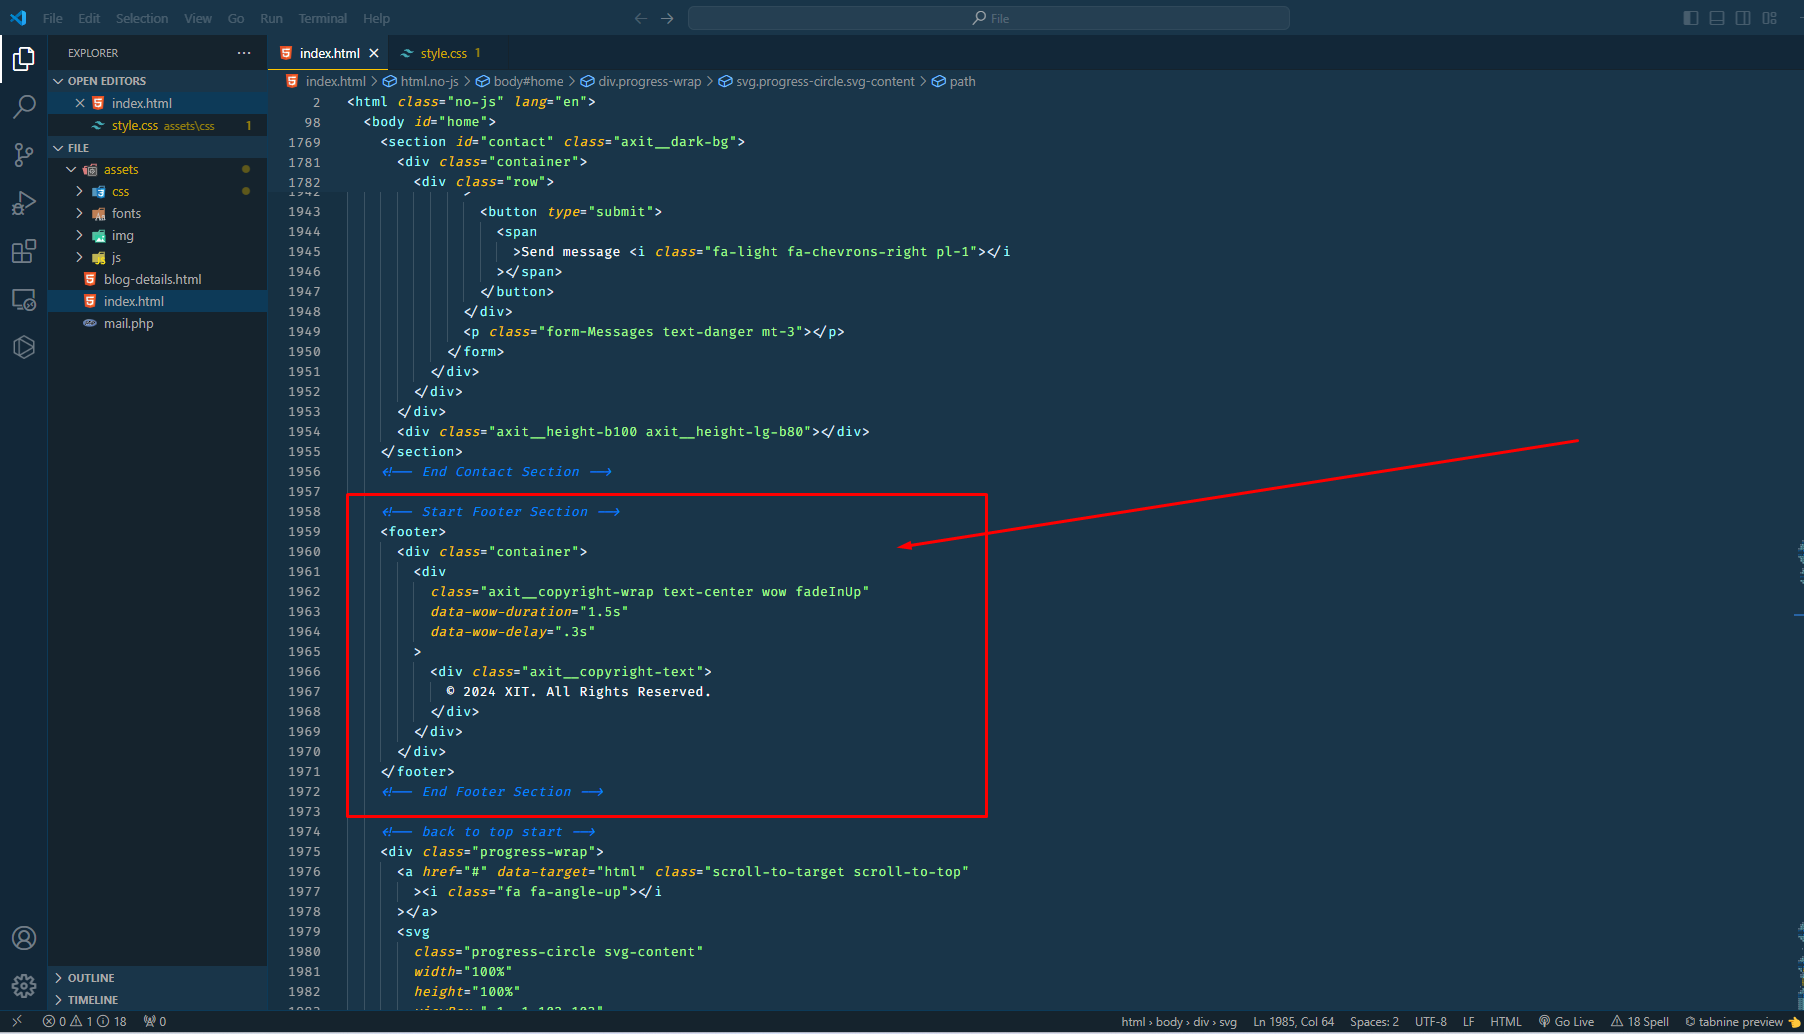 File Edit Selection View Go Run Terminal Help
File
EXPLORER
OPEN EDITORS
index.html
style.css assets\css 1
FILE
assets
css
fonts
img
js
blog-details.html
index.html
mail.php
OUTLINE
TIMELINE
index.html
style.css 1
index.html > html.no-js > body#home > div.progress-wrap > svg.progress-circle.svg-content > path
2 <html class="no-js" lang="en">
98 <body id="home">
1769 <section id="contact" class="axit__dark-bg">
1781 <div class="container">
1782 <div class="row">
1942 >
1943 <button type="submit">
1944 <span
1945 >Send message <i class="fa-light fa-chevrons-right pl-1"></i
1946 ></span>
1947 </button>
1948 </div>
1949 <p class="form-Messages text-danger mt-3"></p>
1950 </form>
1951 </div>
1952 </div>
1953 </div>
1954 <div class="axit__height-b100 axit__height-lg-b80"></div>
1955 </section>
1956 <!-- End Contact Section -->
1957
1958 <!-- Start Footer Section -->
1959 <footer>
1960 <div class="container">
1961 <div
1962 class="axit__copyright-wrap text-center wow fadeInUp"
1963 data-wow-duration="1.5s"
1964 data-wow-delay=".3s"
1965 >
1966 <div class="axit__copyright-text">
1967 © 2024 XIT. All Rights Reserved.
1968 </div>
1969 </div>
1970 </div>
1971 </footer>
1972 <!-- End Footer Section -->
1973
1974 <!-- back to top start -->
1975 <div class="progress-wrap">
1976 <a href="#" data-target="html" class="scroll-to-target scroll-to-top"
1977 ><i class="fa fa-angle-up"></i
1978 ></a>
1979 <svg
1980 class="progress-circle svg-content"
1981 width="100%"
1982 height="100%"
0 1 18 0
html › body › div › svg Ln 1985, Col 64 Spaces: 2 UTF-8 LF HTML Go Live 18 Spell tabnine preview